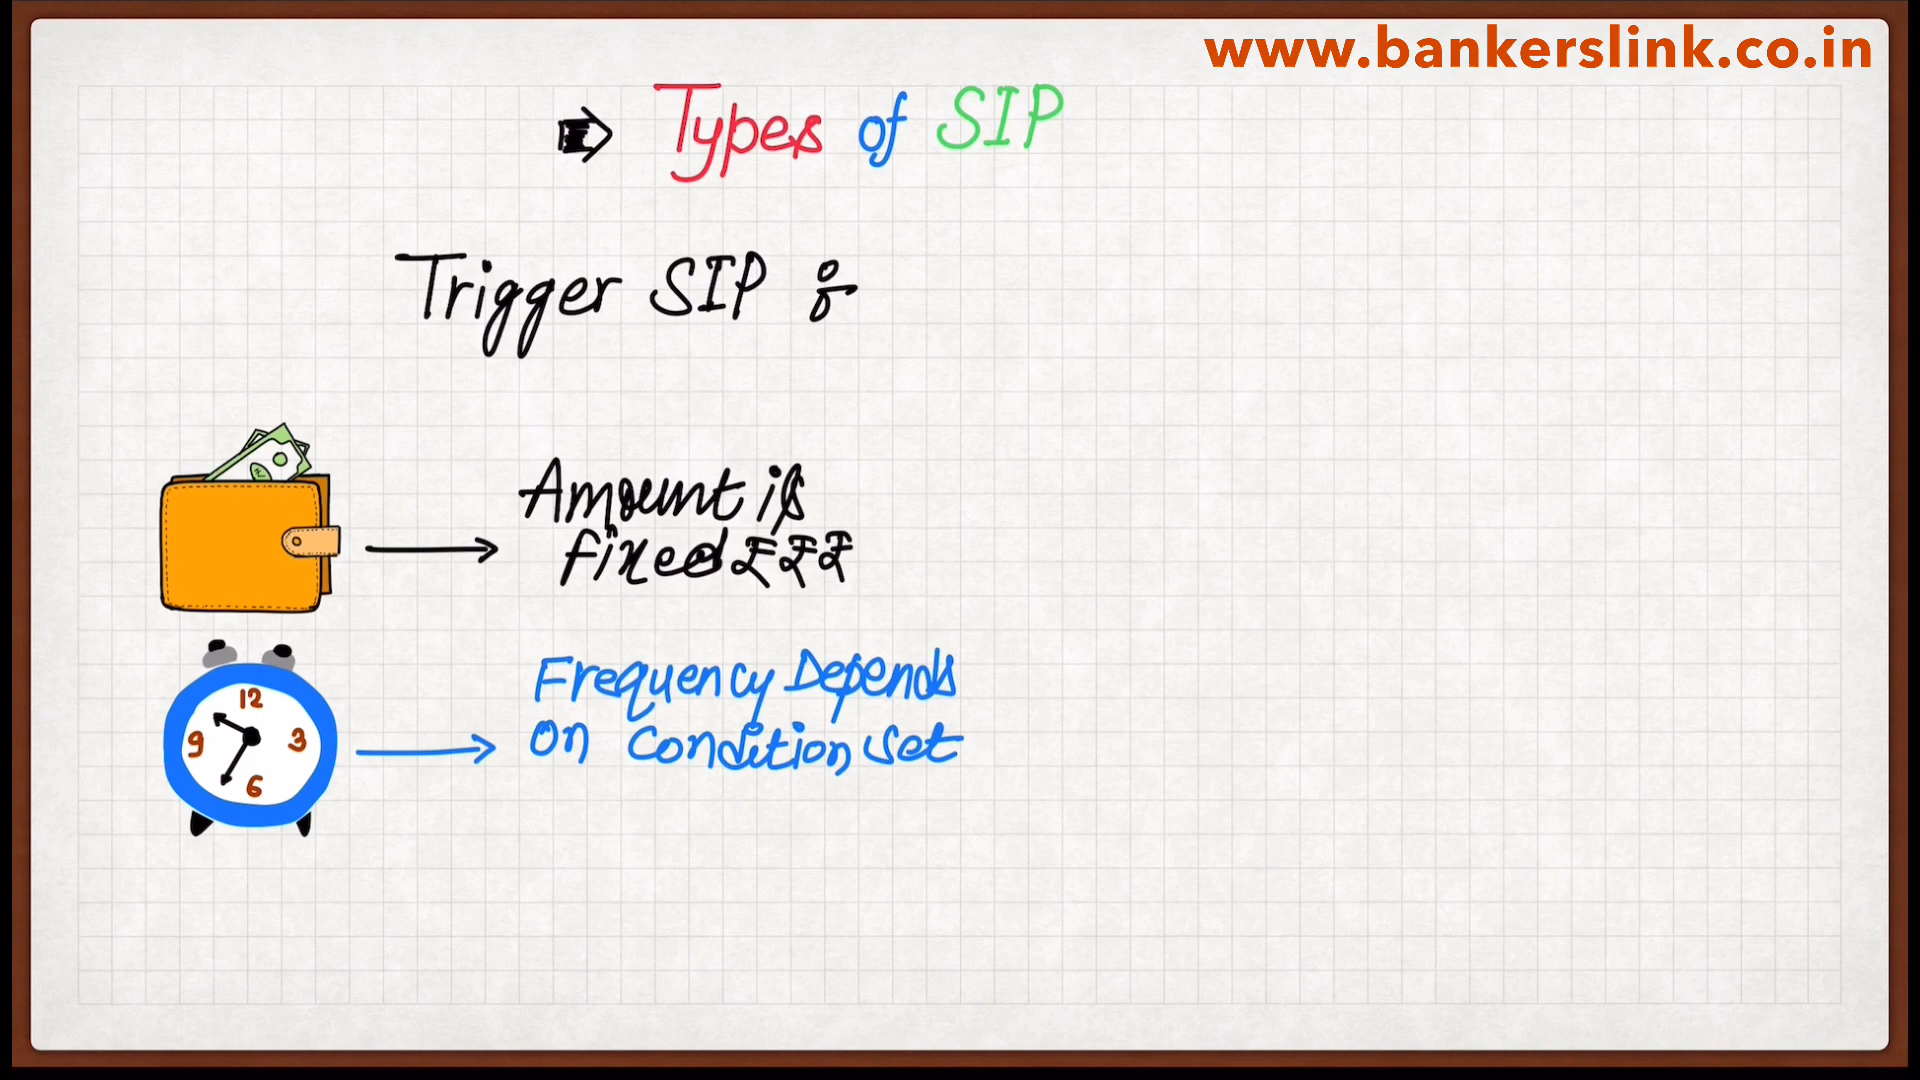 www.bankerslink.co.in
Types of SIP
Trigger SIP :-
Amount is
fixed ₹₹₹
Frequency Depends
on Condition set
12
9 3
6